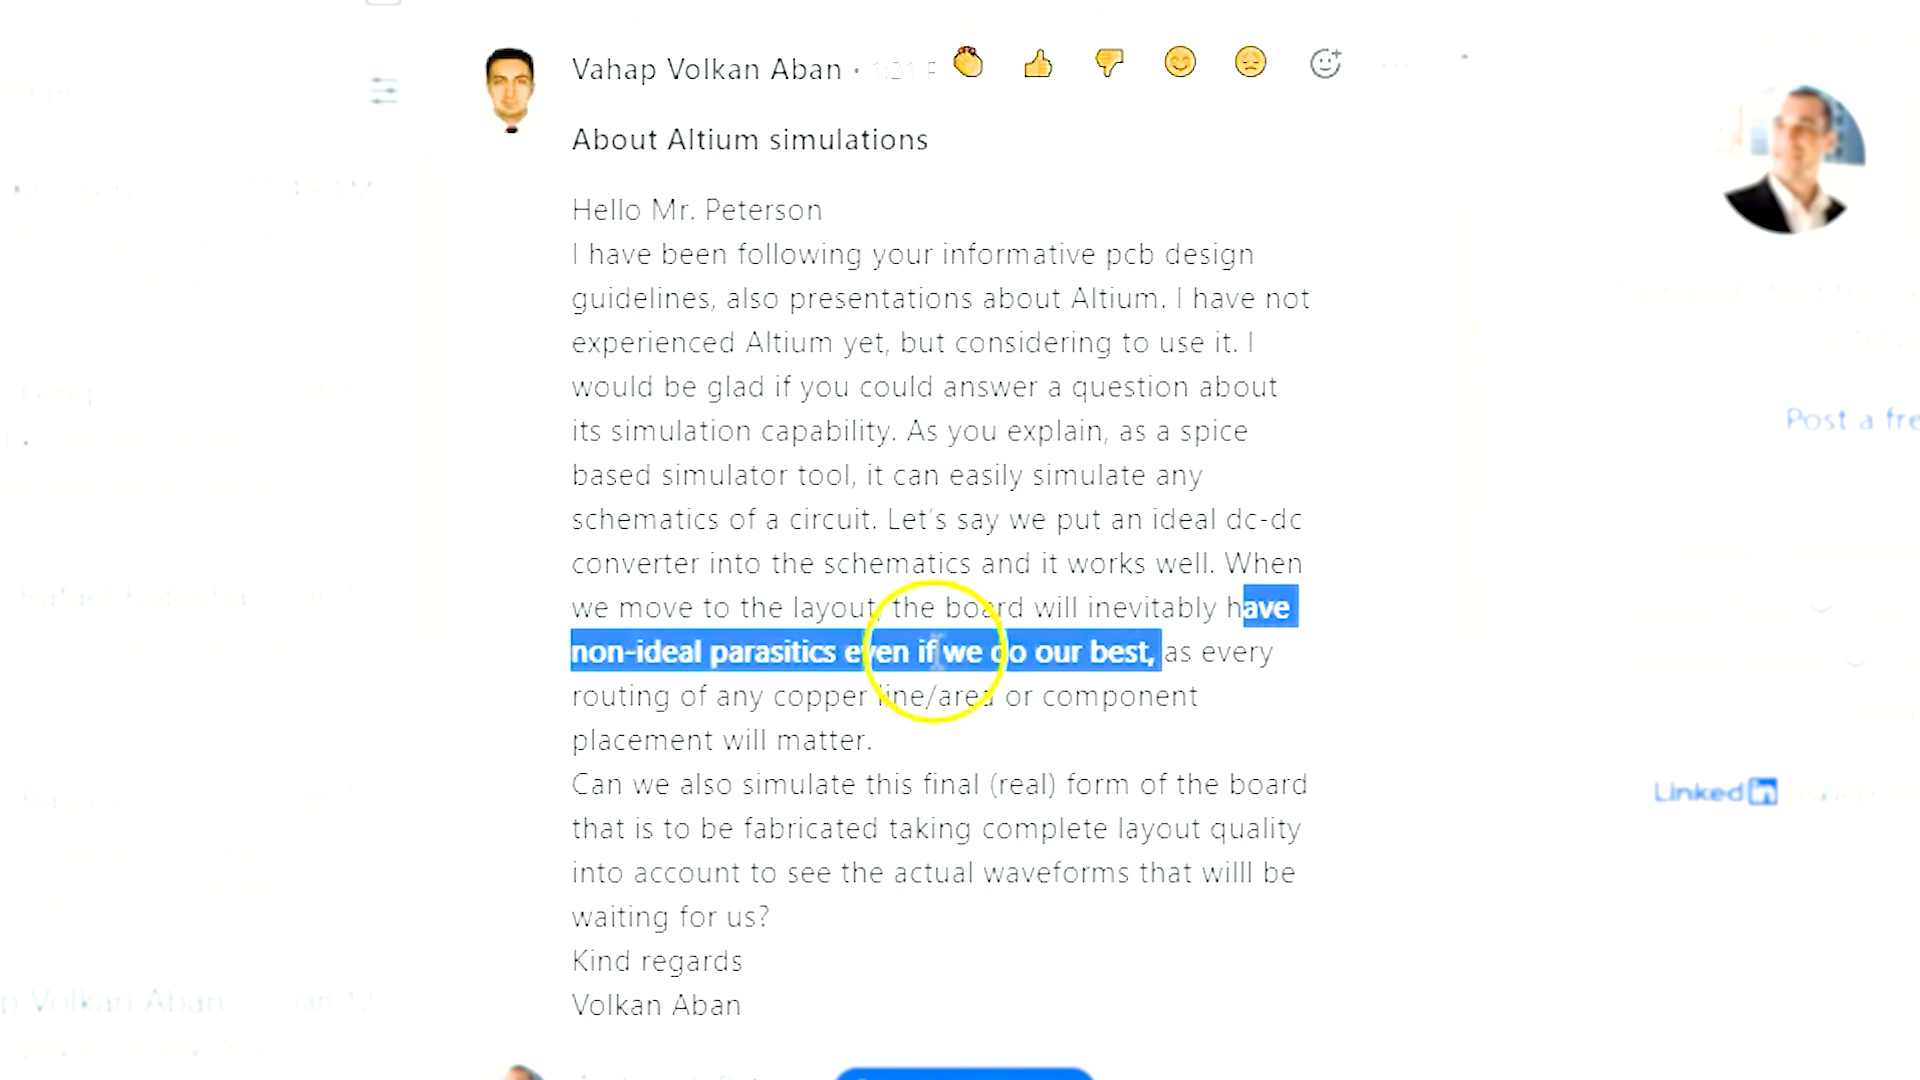 Vahap Volkan Aban • 1:21 P
About Altium simulations
Hello Mr. Peterson
I have been following your informative pcb design
guidelines, also presentations about Altium. I have not
experienced Altium yet, but considering to use it. I
would be glad if you could answer a question about
its simulation capability. As you explain, as a spice
based simulator tool, it can easily simulate any
schematics of a circuit. Let's say we put an ideal dc-dc
converter into the schematics and it works well. When
we move to the layout, the board will inevitably have
non-ideal parasitics even if we do our best, as every
routing of any copper line/area or component
placement will matter.
Can we also simulate this final (real) form of the board
that is to be fabricated taking complete layout quality
into account to see the actual waveforms that willl be
waiting for us?
Kind regards
Volkan Aban
Post a fre
Linked in
p Volkan Aban